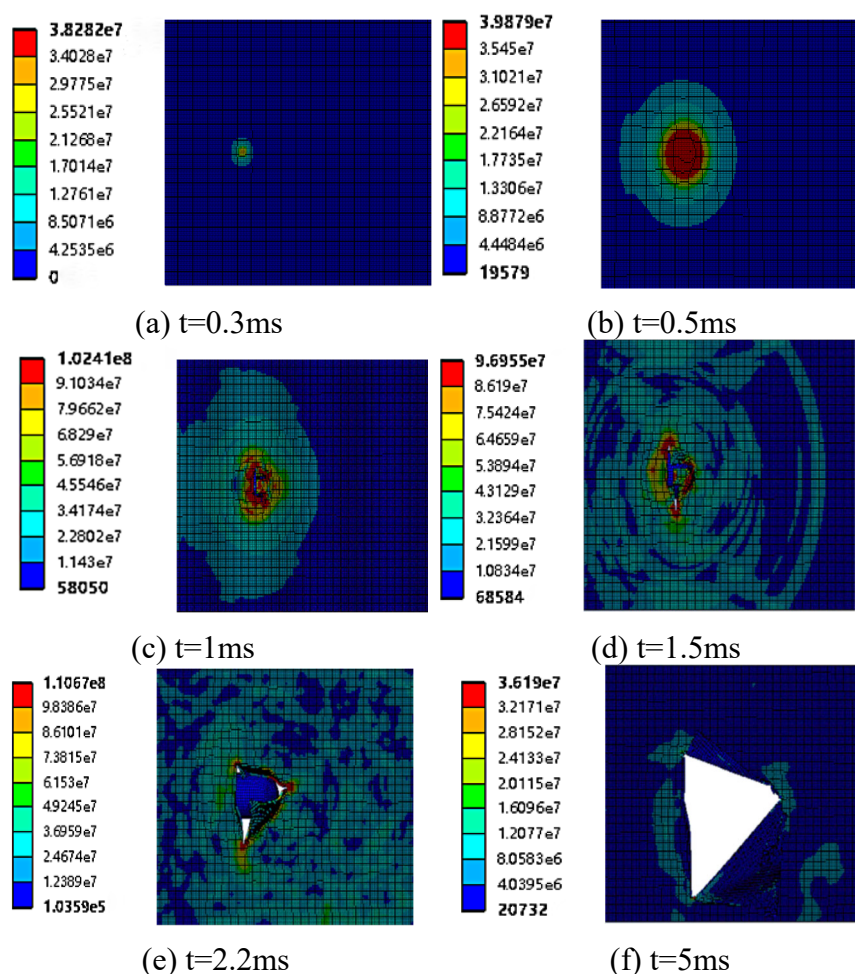 3.8282e7
3.4028e7
2.9775e7
2.5521e7
2.1268e7
1.7014e7
1.2761e7
8.5071e6
4.2535e6
0
(a) t=0.3ms
3.9879e7
3.545e7
3.1021e7
2.6592e7
2.2164e7
1.7735e7
1.3306e7
8.8772e6
4.4484e6
19579
(b) t=0.5ms
1.0241e8
9.1034e7
7.9662e7
6.829e7
5.6918e7
4.5546e7
3.4174e7
2.2802e7
1.143e7
58050
(c) t=1ms
9.6955e7
8.619e7
7.5424e7
6.4659e7
5.3894e7
4.3129e7
3.2364e7
2.1599e7
1.0834e7
68584
(d) t=1.5ms
1.1067e8
9.8386e7
8.6101e7
7.3815e7
6.153e7
4.9245e7
3.6959e7
2.4674e7
1.2389e7
1.0359e5
(e) t=2.2ms
3.619e7
3.2171e7
2.8152e7
2.4133e7
2.0115e7
1.6096e7
1.2077e7
8.0583e6
4.0395e6
20732
(f) t=5ms